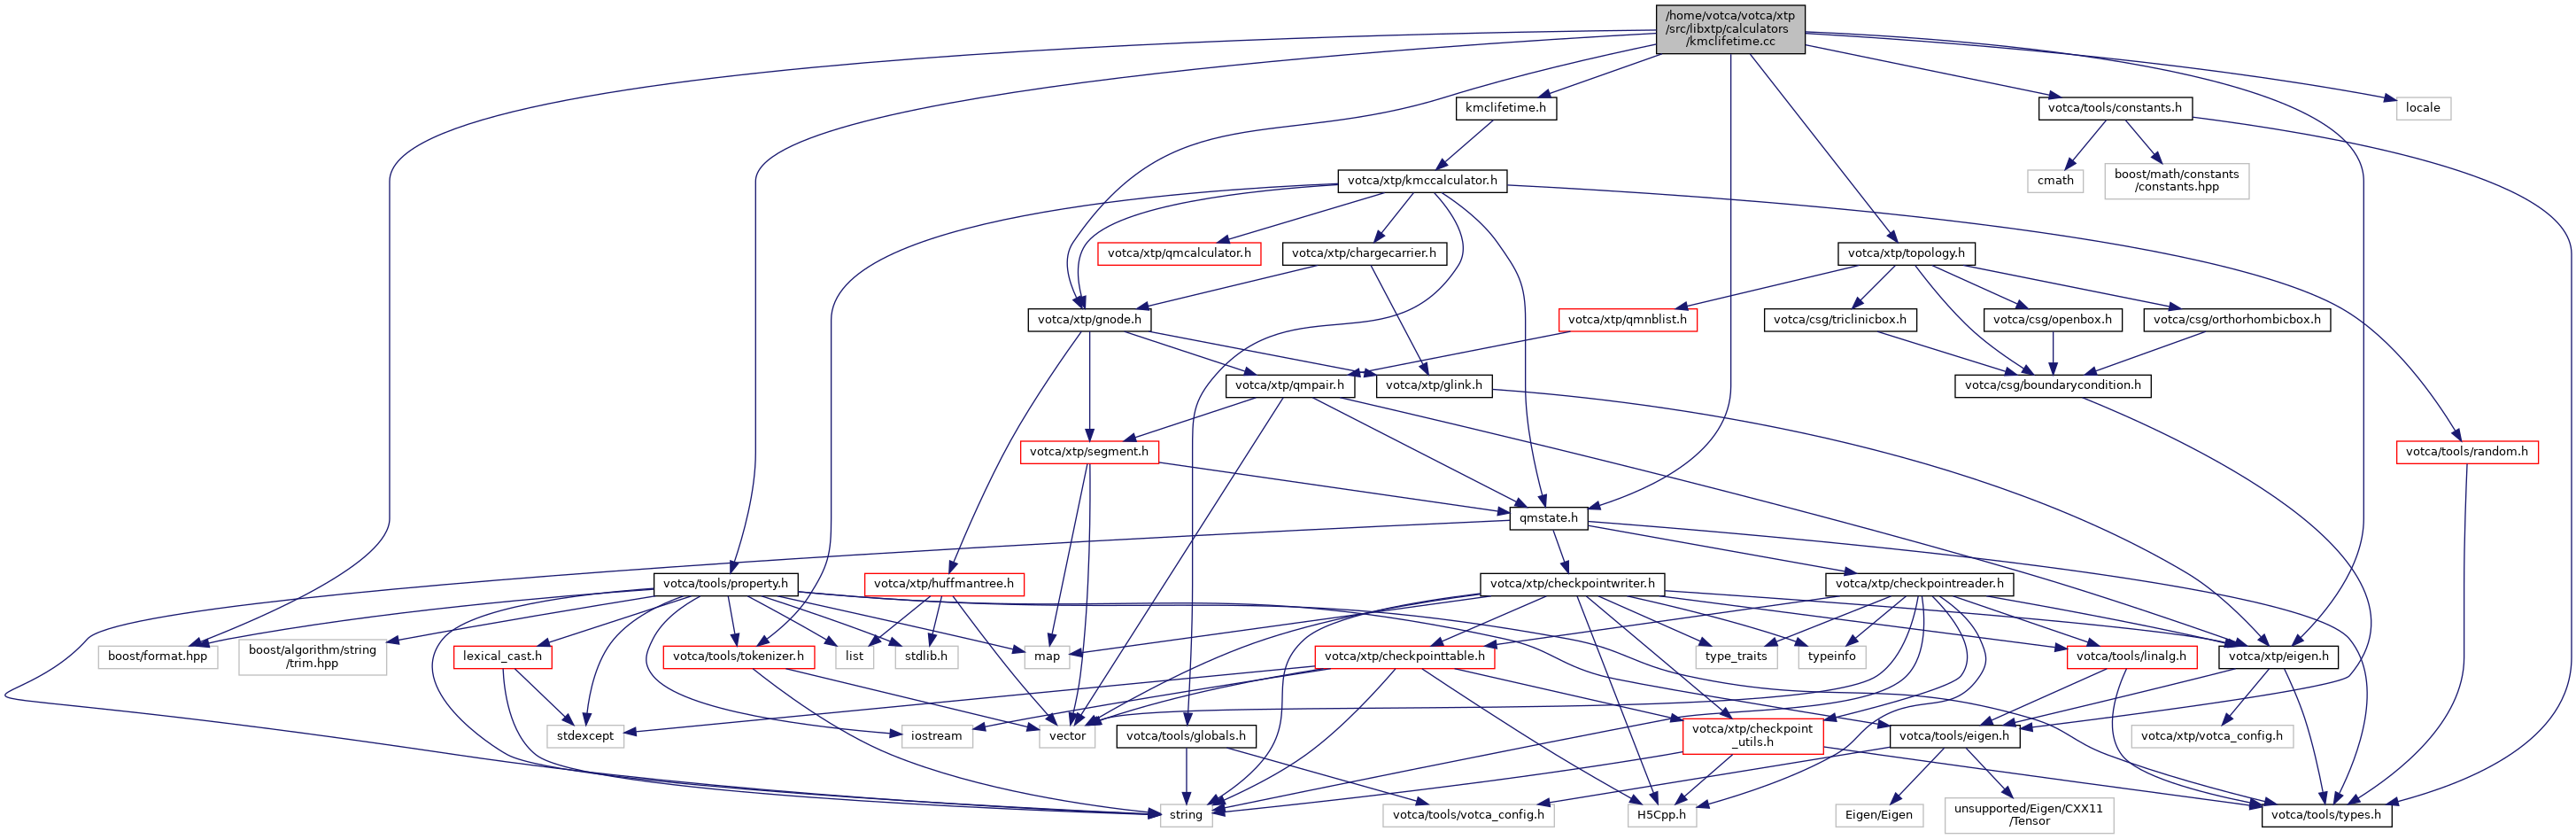 /home/votca/votca/xtp
/src/libxtp/calculators
/kmclifetime.cc
kmclifetime.h
votca/tools/constants.h
locale
votca/xtp/kmccalculator.h
cmath
boost/math/constants
/constants.hpp
votca/xtp/qmcalculator.h
votca/xtp/chargecarrier.h
votca/xtp/topology.h
votca/xtp/gnode.h
votca/xtp/qmnblist.h
votca/csg/triclinicbox.h
votca/csg/openbox.h
votca/csg/orthorhombicbox.h
votca/xtp/qmpair.h
votca/xtp/glink.h
votca/csg/boundarycondition.h
votca/xtp/segment.h
votca/tools/random.h
qmstate.h
votca/tools/property.h
votca/xtp/huffmantree.h
votca/xtp/checkpointwriter.h
votca/xtp/checkpointreader.h
boost/format.hpp
boost/algorithm/string
/trim.hpp
lexical_cast.h
votca/tools/tokenizer.h
list
stdlib.h
map
votca/xtp/checkpointtable.h
type_traits
typeinfo
votca/tools/linalg.h
votca/xtp/eigen.h
stdexcept
iostream
vector
votca/tools/globals.h
votca/xtp/checkpoint
_utils.h
votca/tools/eigen.h
votca/xtp/votca_config.h
string
votca/tools/votca_config.h
H5Cpp.h
Eigen/Eigen
unsupported/Eigen/CXX11
/Tensor
votca/tools/types.h